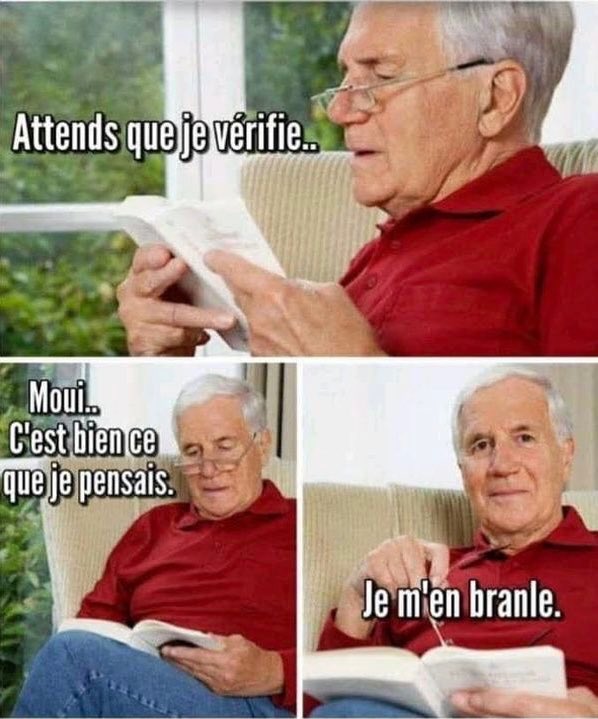 Attends que je vérifie..
Moui..
C'est bien ce
que je pensais.
Je m'en branle.